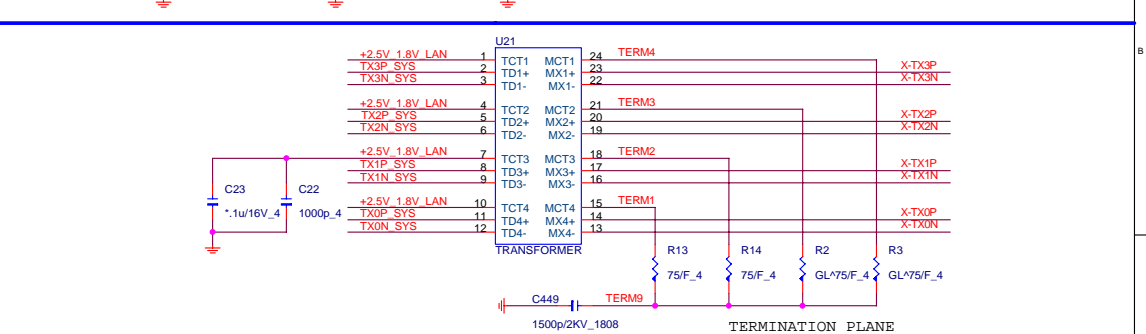 U21
+2.5V_1.8V_LAN 1 TCT1 MCT1 24 TERM4
TX3P_SYS 2 TD1+ MX1+ 23 X-TX3P
TX3N_SYS 3 TD1- MX1- 22 X-TX3N
+2.5V_1.8V_LAN 4 TCT2 MCT2 21 TERM3
TX2P_SYS 5 TD2+ MX2+ 20 X-TX2P
TX2N_SYS 6 TD2- MX2- 19 X-TX2N
+2.5V_1.8V_LAN 7 TCT3 MCT3 18 TERM2
TX1P_SYS 8 TD3+ MX3+ 17 X-TX1P
TX1N_SYS 9 TD3- MX3- 16 X-TX1N
+2.5V_1.8V_LAN 10 TCT4 MCT4 15 TERM1
TX0P_SYS 11 TD4+ MX4+ 14 X-TX0P
TX0N_SYS 12 TD4- MX4- 13 X-TX0N
TRANSFORMER
C23 C22
*.1u/16V_4 1000p_4
R13 R14 R2 R3
75/F_4 75/F_4 GL^75/F_4 GL^75/F_4
C449 TERM9
1500p/2KV_1808
TERMINATION PLANE
B